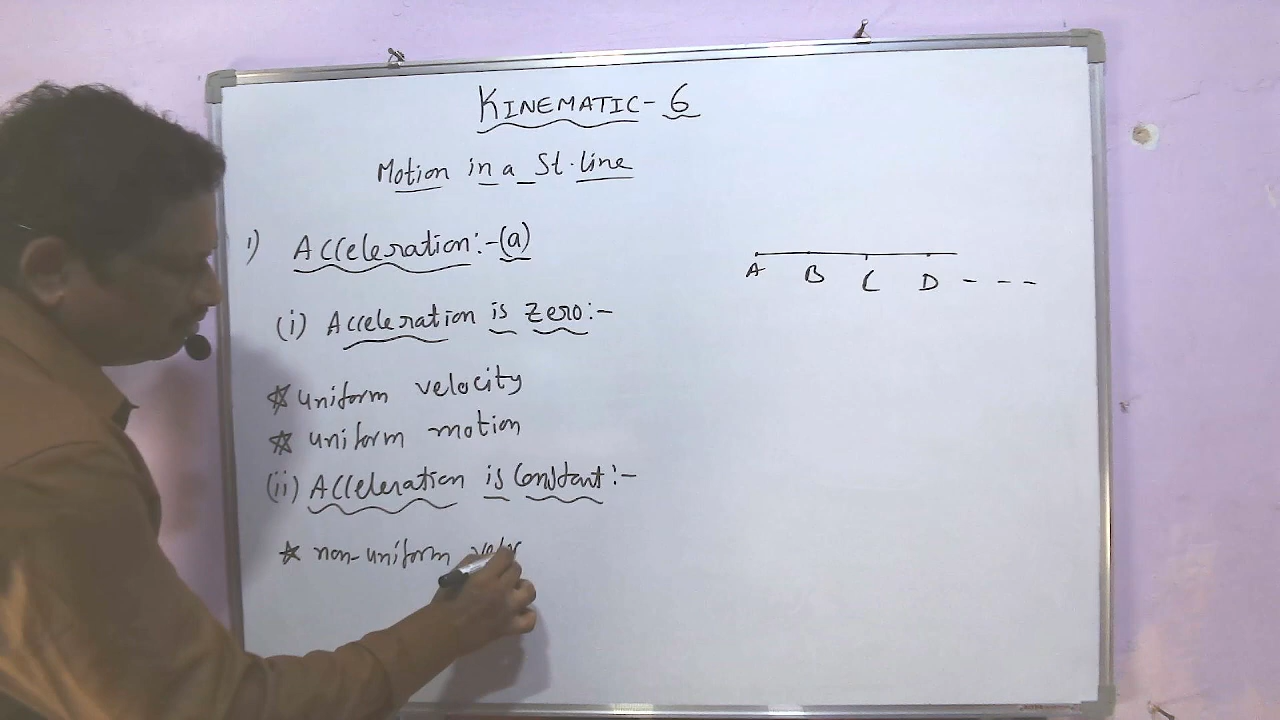 KINEMATIC-6
Motion in a St. line
1) Acceleration:-(a)
A B C D - - -
(i) Acceleration is zero:-
☆ uniform velocity
☆ uniform motion
(ii) Acceleration is Constant:-
☆ non-uniform